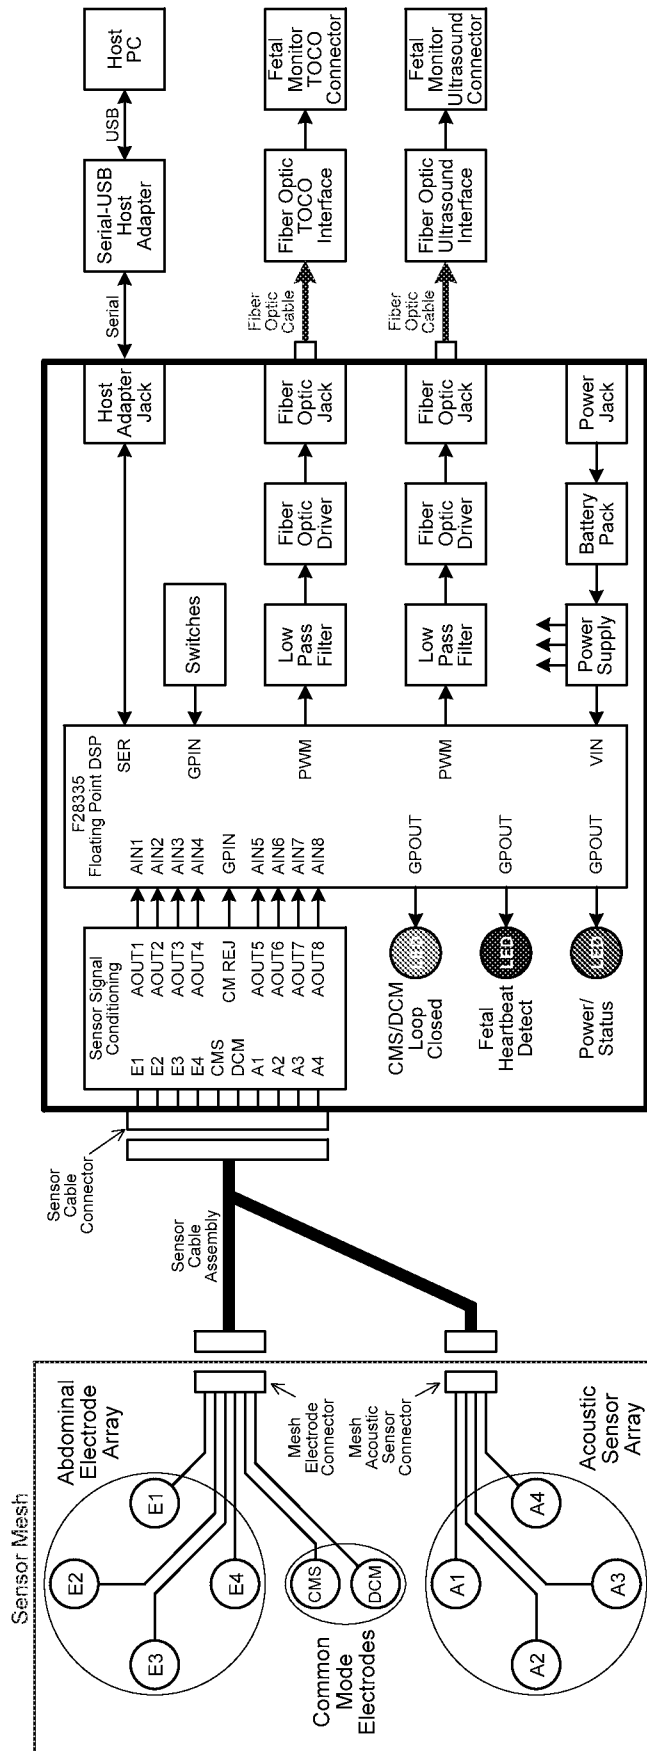 Sensor Mesh
Abdominal
Electrode
Array
E1
E2
E3
E4
CMS
DCM
Common
Mode
Electrodes
Mesh
Electrode
Connector
Mesh
Acoustic
Sensor
Connector
A1
A2
A3
A4
Acoustic
Sensor
Array
Sensor
Cable
Assembly
Sensor
Cable
Connector
Sensor Signal
Conditioning
E1 AOUT1
E2 AOUT2
E3 AOUT3
E4 AOUT4
CMS
DCM
CM REJ
A1 AOUT5
A2 AOUT6
A3 AOUT7
A4 AOUT8
CMS/DCM
Loop
Closed
LED
Fetal
Heartbeat
Detect
LED
Power/
Status
LED
F28335
Floating Point DSP
AIN1
AIN2
AIN3
AIN4
GPIN
AIN5
AIN6
AIN7
AIN8
GPOUT
GPOUT
GPOUT
SER
GPIN
PWM
PWM
VIN
Switches
Low
Pass
Filter
Fiber
Optic
Driver
Fiber
Optic
Jack
Low
Pass
Filter
Fiber
Optic
Driver
Fiber
Optic
Jack
Power
Supply
Battery
Pack
Power
Jack
Host
Adapter
Jack
Serial
Serial-USB
Host
Adapter
USB
Host
PC
Fiber
Optic
Cable
Fiber Optic
TOCO
Interface
Fetal
Monitor
TOCO
Connector
Fiber
Optic
Cable
Fiber Optic
Ultrasound
Interface
Fetal
Monitor
Ultrasound
Connector